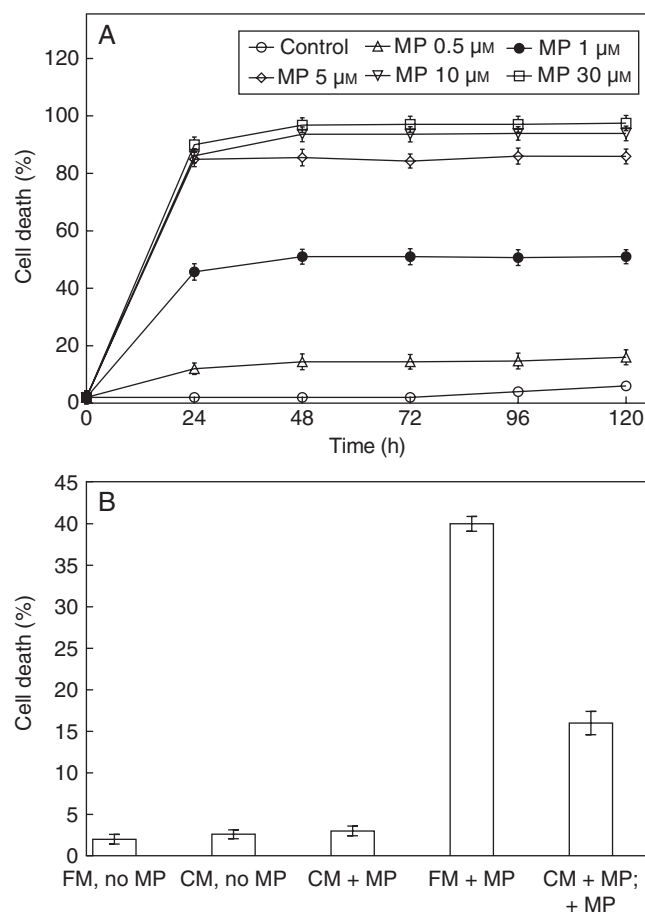 A
Control MP 0.5 μM MP 1 μM
MP 5 μM MP 10 μM MP 30 μM
120
100
80
60
40
20
0
Cell death (%)
0 24 48 72 96 120
Time (h)
B
45
40
35
30
25
20
15
10
5
0
Cell death (%)
FM, no MP CM, no MP CM + MP FM + MP CM + MP;
+ MP